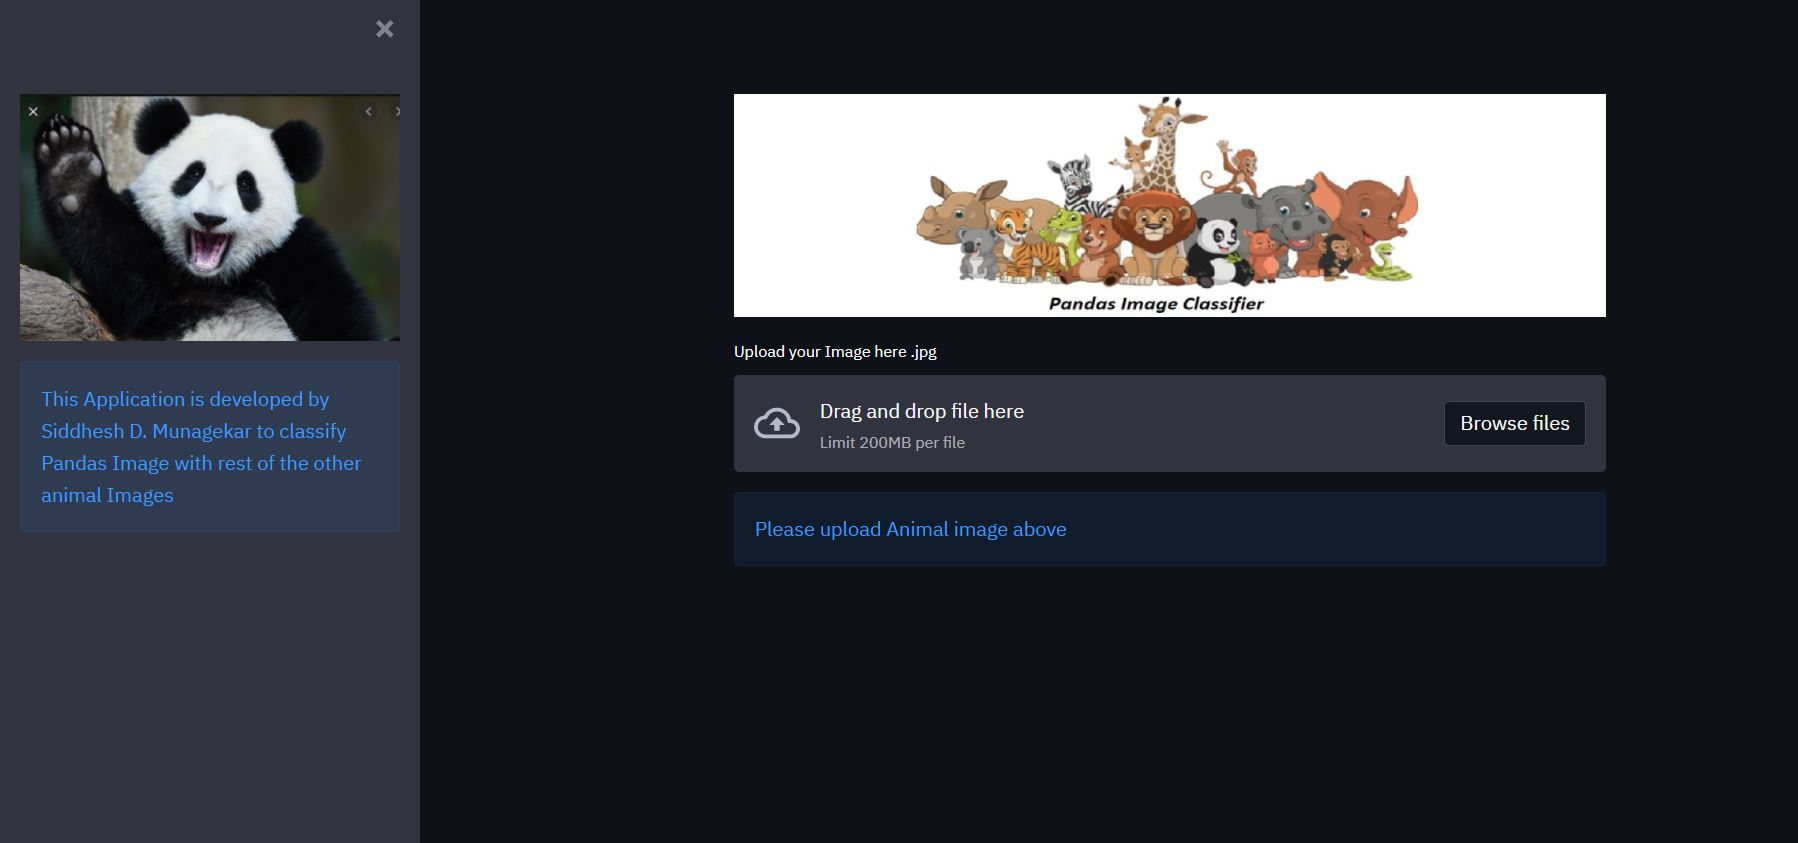 This Application is developed by
Siddhesh D. Munagekar to classify
Pandas Image with rest of the other
animal Images
Pandas Image Classifier
Upload your Image here .jpg
Drag and drop file here
Limit 200MB per file
Browse files
Please upload Animal image above